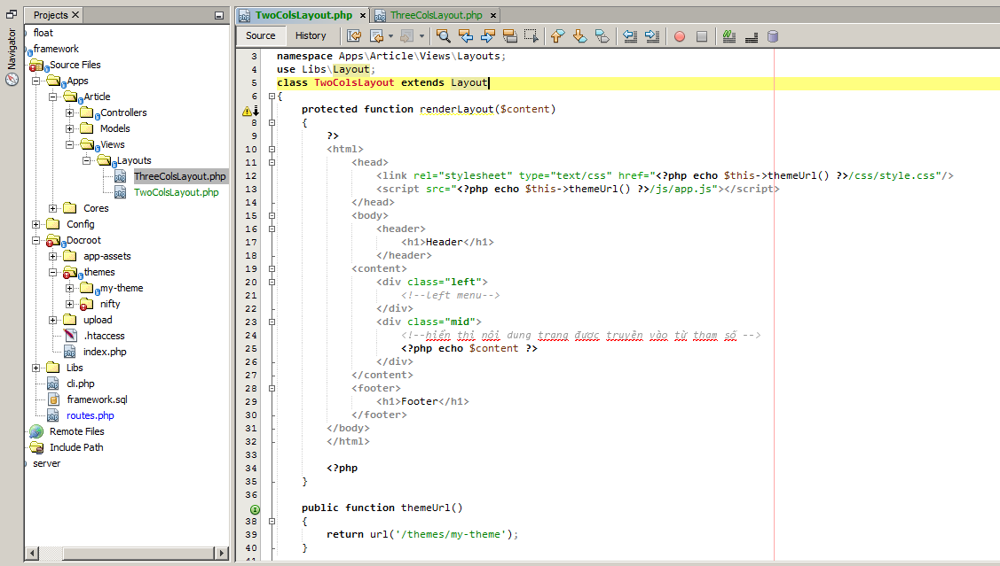 Projects
Navigator
float
framework
Source Files
Apps
Article
Controllers
Models
Views
Layouts
ThreeColsLayout.php
TwoColsLayout.php
Cores
Config
Docroot
app-assets
themes
my-theme
nifty
upload
.htaccess
index.php
Libs
cli.php
framework.sql
routes.php
Remote Files
Include Path
server
TwoColsLayout.php
ThreeColsLayout.php
Source
History
3 namespace Apps\Article\Views\Layouts;
4 use Libs\Layout;
5 class TwoColsLayout extends Layout
6 {
protected function renderLayout($content)
8 {
9 ?>
10 <html>
11 <head>
12 <link rel="stylesheet" type="text/css" href="<?php echo $this->themeUrl() ?>/css/style.css"/>
13 <script src="<?php echo $this->themeUrl() ?>/js/app.js"></script>
14 </head>
15 <body>
16 <header>
17 <h1>Header</h1>
18 </header>
19 <content>
20 <div class="left">
21 <!--left menu-->
22 </div>
23 <div class="mid">
24 <!--hiển thị nội dung trang được truyền vào từ tham số -->
25 <?php echo $content ?>
26 </div>
27 </content>
28 <footer>
29 <h1>Footer</h1>
30 </footer>
31 </body>
32 </html>
33
34 <?php
35 }
36
public function themeUrl()
38 {
39 return url('/themes/my-theme');
40 }